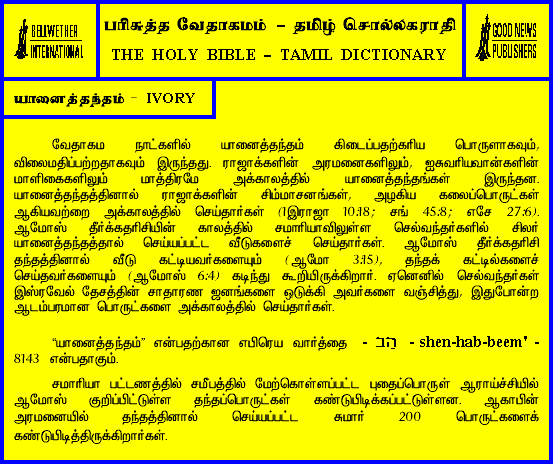 BELLWETHER
INTERNATIONAL
பரிசுத்த வேதாகமம் – தமிழ் சொல்லகராதி
THE HOLY BIBLE – TAMIL DICTIONARY
GOOD NEWS
PUBLISHERS
யானைத்தந்தம் – IVORY
வேதாகம நாட்களில் யானைத்தந்தம் கிடைப்பதற்கரிய பொருளாகவும்,
விலைமதிப்பற்றதாகவும் இருந்தது. ராஜாக்களின் அரமனைகளிலும், ஐசுவரியவான்களின்
மாளிகைகளிலும் மாத்திரமே அக்காலத்தில் யானைத்தந்தங்கள் இருந்தன.
யானைத்தந்தத்தினால் ராஜாக்களின் சிம்மாசனங்கள், அழகிய கலைப்பொருட்கள்
ஆகியவற்றை அக்காலத்தில் செய்தார்கள் (1இராஜா 10:18; சங் 45:8; எசே 27:6).
ஆமோஸ் தீர்க்கதரிசியின் காலத்தில் சமாரியாவிலுள்ள செல்வந்தர்களில் சிலர்
யானைத்தந்தத்தால் செய்யப்பட்ட வீடுகளைச் செய்தார்கள். ஆமோஸ் தீர்க்கதரிசி
தந்தத்தினால் வீடு கட்டியவர்களையும் (ஆமோ 3:15), தந்தக் கட்டில்களைச்
செய்தவர்களையும் (ஆமோஸ் 6:4) கடிந்து கூறியிருக்கிறார். ஏனெனில் செல்வந்தர்கள்
இஸ்ரவேல் தேசத்தின் சாதாரண ஜனங்களை ஒடுக்கி அவர்களை வஞ்சித்து, இதுபோன்ற
ஆடம்பரமான பொருட்களை அக்காலத்தில் செய்தார்கள்.
“யானைத்தந்தம்” என்பதற்கான எபிரெய வார்த்தை - - shen-hab-beem' -
8143 என்பதாகும்.
சமாரியா பட்டணத்தில் சமீபத்தில் மேற்கொள்ளப்பட்ட புதைப்பொருள் ஆராய்ச்சியில்
ஆமோஸ் குறிப்பிட்டுள்ள தந்தப்பொருட்கள் கண்டுபிடிக்கப்பட்டுள்ளன. ஆகாபின்
அரமனையில் தந்தத்தினால் செய்யப்பட்ட சுமார் 200 பொருட்களைக்
கண்டுபிடித்திருக்கிறார்கள்.